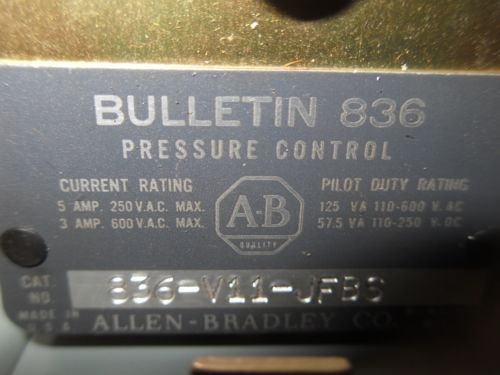 BULLETIN 836
PRESSURE CONTROL
CURRENT RATING
5 AMP. 250 V.A.C. MAX.
3 AMP. 600 V.A.C. MAX.
A-B
QUALITY
PILOT DUTY RATING
125 VA 110-600 V. AC
57.5 VA 110-250 V. DC
CAT. NO. 836-V11-JFBS
MADE IN U.S.A. ALLEN-BRADLEY CO.